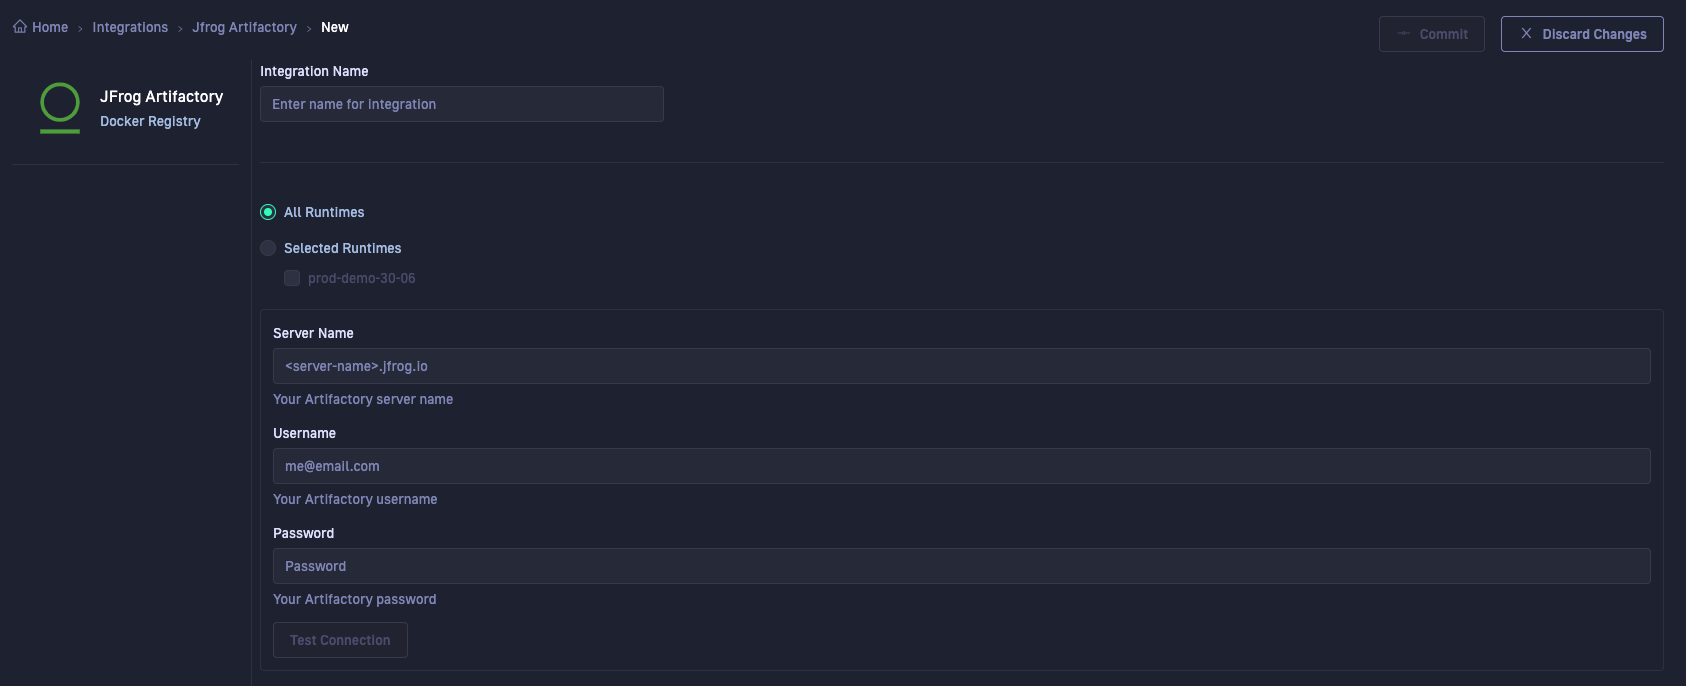 Home › Integrations › Jfrog Artifactory › New
Commit
Discard Changes
JFrog Artifactory
Docker Registry
Integration Name
Enter name for integration
All Runtimes
Selected Runtimes
prod-demo-30-06
Server Name
<server-name>.jfrog.io
Your Artifactory server name
Username
me@email.com
Your Artifactory username
Password
Password
Your Artifactory password
Test Connection